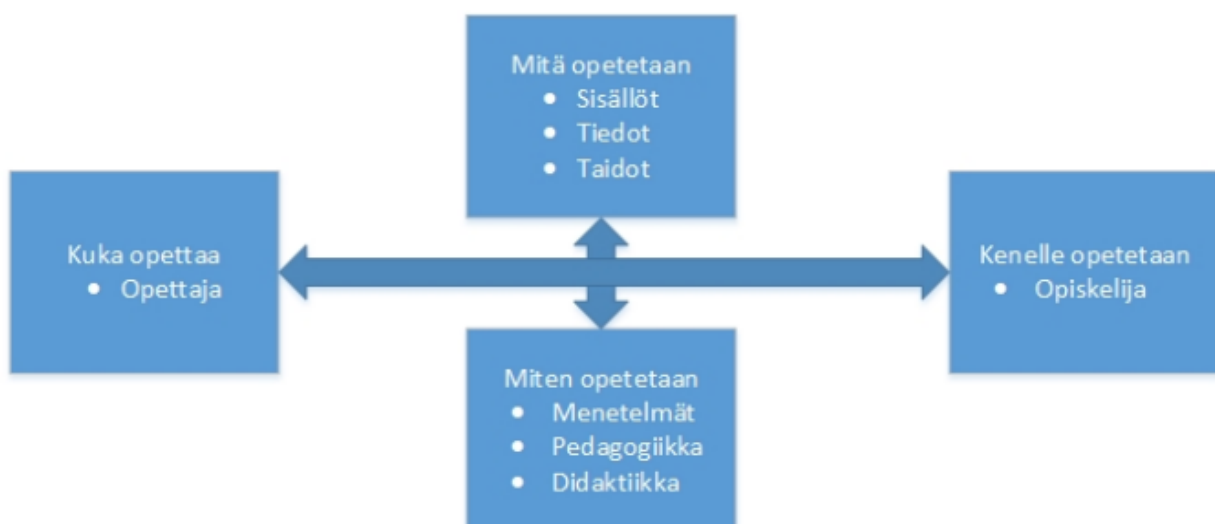 Mitä opetetaan
• Sisällöt
• Tiedot
• Taidot
Kuka opettaa
• Opettaja
Kenelle opetetaan
• Opiskelija
Miten opetetaan
• Menetelmät
• Pedagogiikka
• Didaktiikka